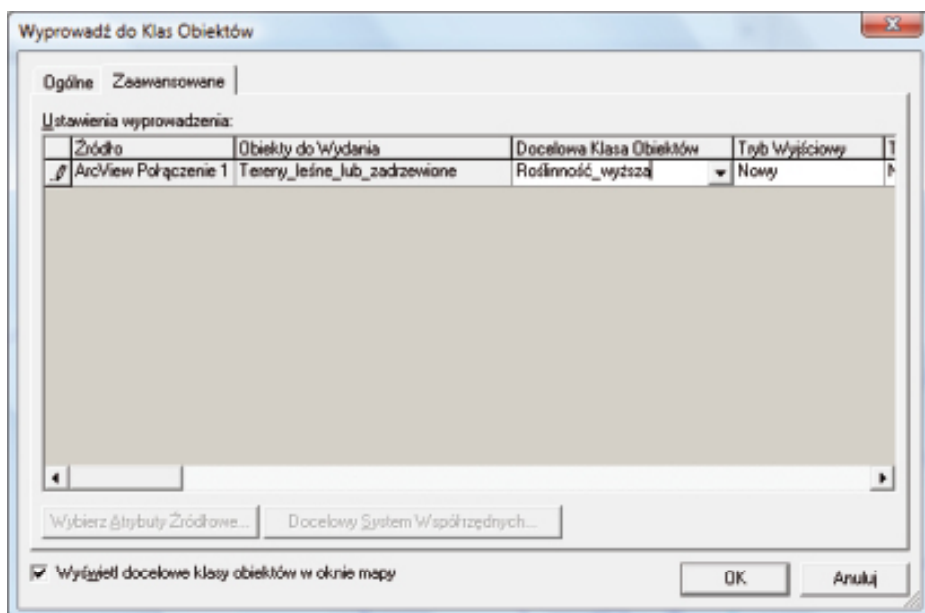 Wyprowadź do Klas Obiektów
Ogólne Zaawansowane
Ustawienia wyprowadzenia:
Źródło Obiekty do Wydania Docelowa Klasa Obiektów Tryb Wyjściowy T
ArcView Połączenie 1 Tereny_leśne_lub_zadrzewione Roślinność_wyższa Nowy N
Wybierz Atrybuty Źródłowe... Docelowy System Współrzędnych...
Wyświetl docelowe klasy obiektów w oknie mapy
OK Anuluj